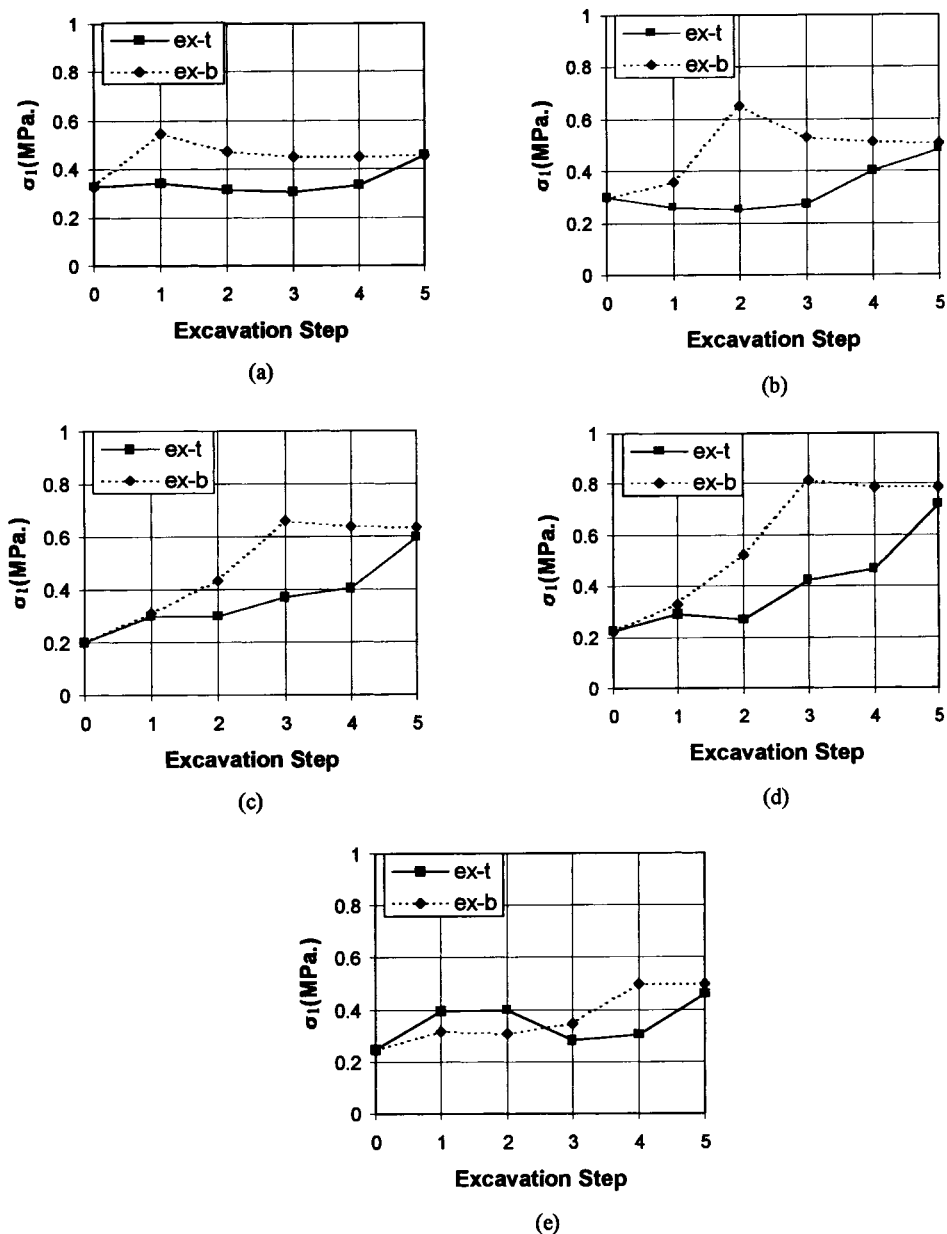 1
0.8
0.6
0.4
0.2
0
σ1(MPa.)
ex-t
ex-b
0 1 2 3 4 5
Excavation Step
(a)
1
0.8
0.6
0.4
0.2
0
σ1(MPa.)
ex-t
ex-b
0 1 2 3 4 5
Excavation Step
(b)
1
0.8
0.6
0.4
0.2
0
σ1(MPa.)
ex-t
ex-b
0 1 2 3 4 5
Excavation Step
(c)
1
0.8
0.6
0.4
0.2
0
σ1(MPa.)
ex-t
ex-b
0 1 2 3 4 5
Excavation Step
(d)
1
0.8
0.6
0.4
0.2
0
σ1(MPa.)
ex-t
ex-b
0 1 2 3 4 5
Excavation Step
(e)